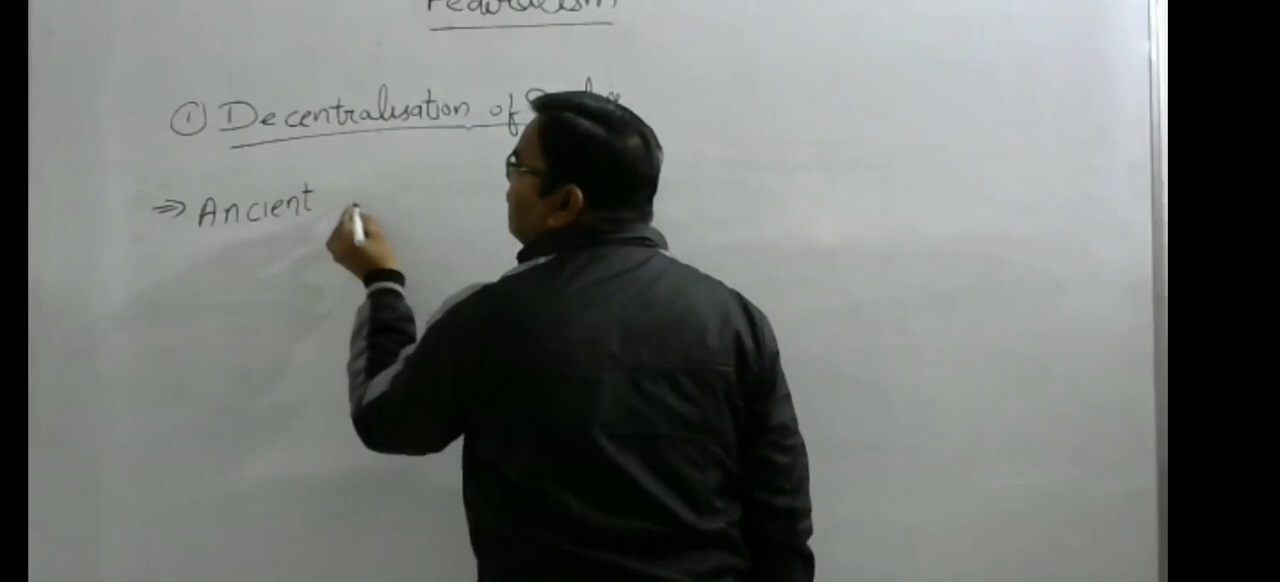 Federalism
① Decentralisation of
⇒ Ancient